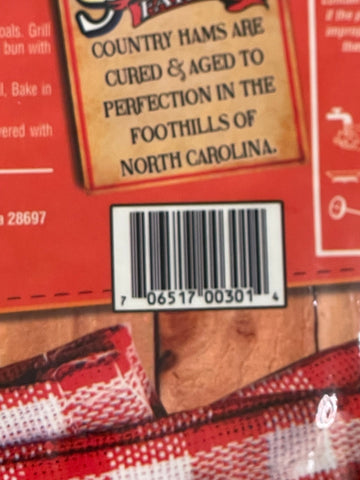 oals. Grill
bun with
l. Bake in
ered with
a 28697
COUNTRY HAMS ARE
CURED & AGED TO
PERFECTION IN THE
FOOTHILLS OF
NORTH CAROLINA.
7 06517 00301 4